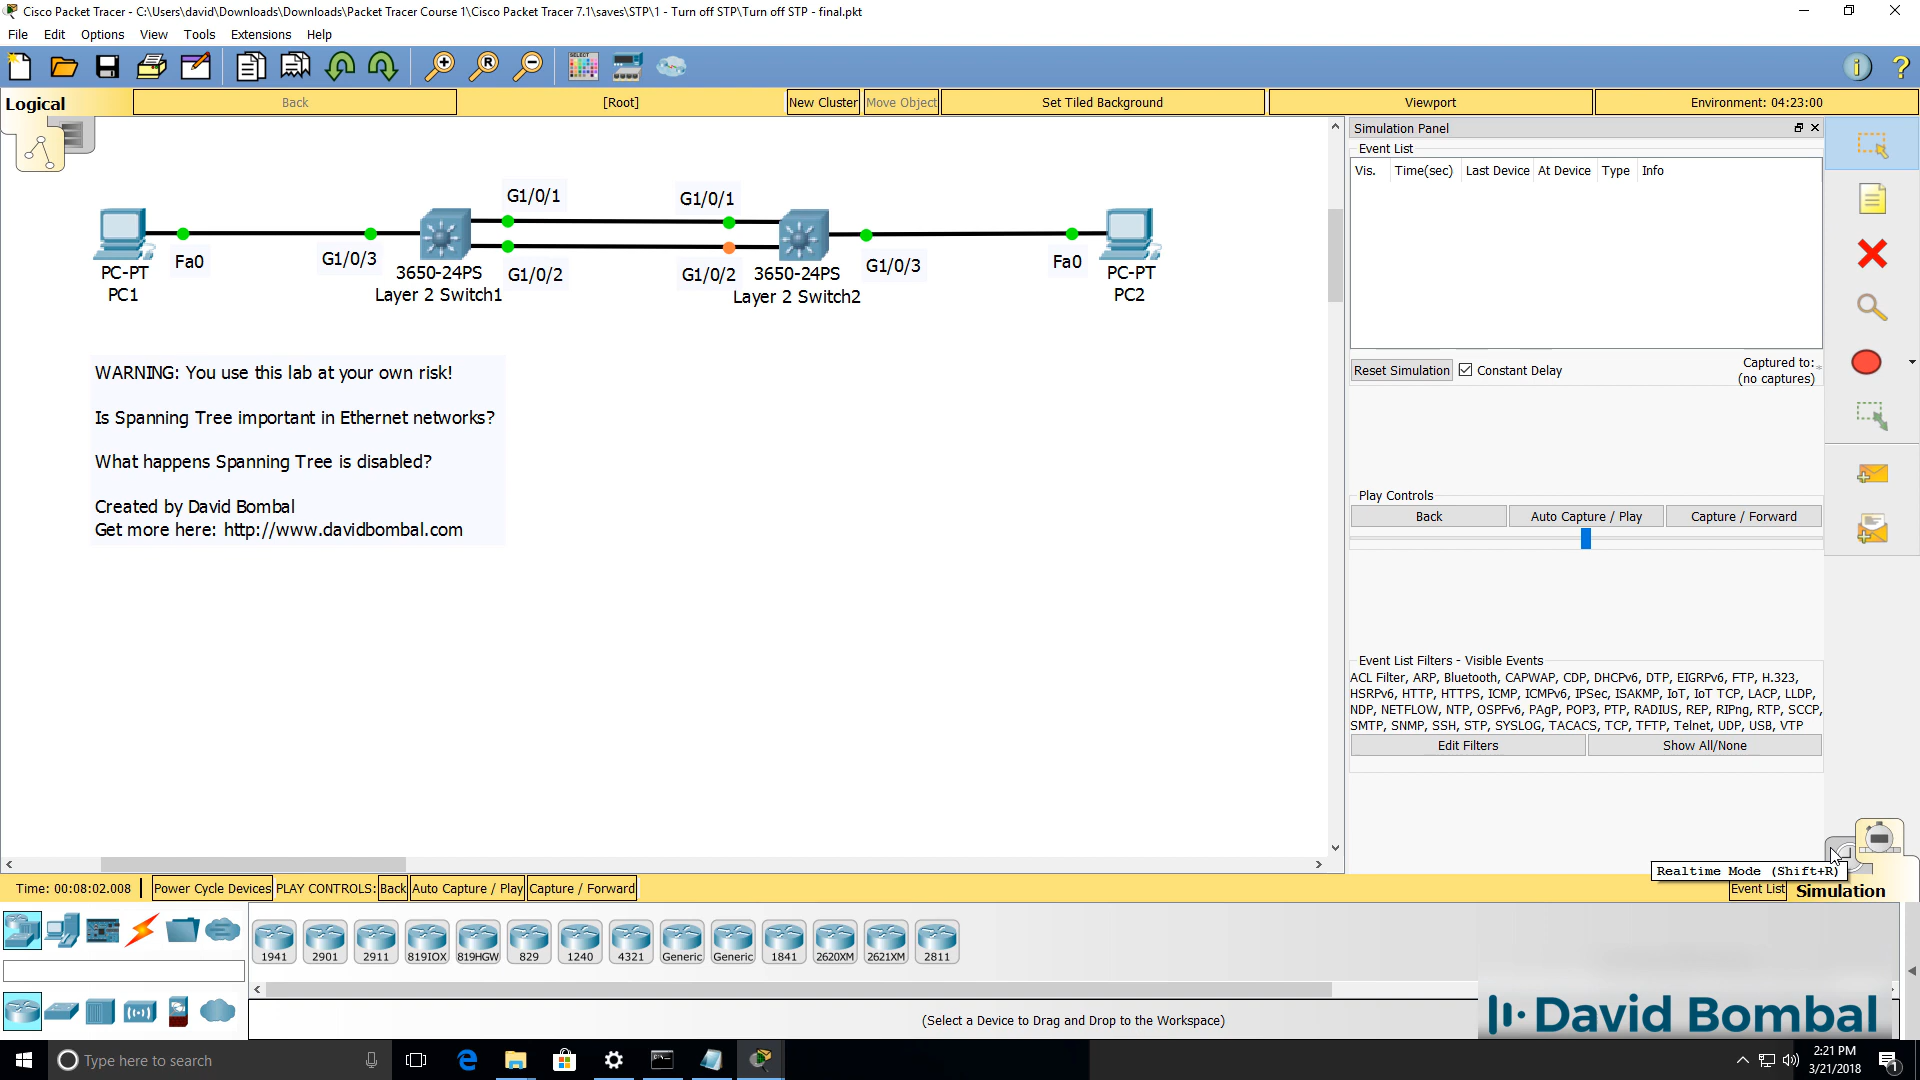 Cisco Packet Tracer - C:\Users\david\Downloads\Downloads\Packet Tracer Course 1\Cisco Packet Tracer 7.1\saves\STP\1 - Turn off STP\Turn off STP - final.pkt
File Edit Options View Tools Extensions Help
Logical Back [Root] New Cluster Move Object Set Tiled Background Viewport Environment: 04:23:00
G1/0/1 G1/0/1
Fa0 G1/0/3 G1/0/2 G1/0/2 G1/0/3 Fa0
PC-PT 3650-24PS 3650-24PS PC-PT
PC1 Layer 2 Switch1 Layer 2 Switch2 PC2
WARNING: You use this lab at your own risk!
Is Spanning Tree important in Ethernet networks?
What happens Spanning Tree is disabled?
Created by David Bombal
Get more here: http://www.davidbombal.com
Simulation Panel
Event List
Vis. Time(sec) Last Device At Device Type Info
Reset Simulation Constant Delay Captured to:
(no captures)
Play Controls
Back Auto Capture / Play Capture / Forward
Event List Filters - Visible Events
ACL Filter, ARP, Bluetooth, CAPWAP, CDP, DHCPv6, DTP, EIGRPv6, FTP, H.323,
HSRPv6, HTTP, HTTPS, ICMP, ICMPv6, IPSec, ISAKMP, IoT, IoT TCP, LACP, LLDP,
NDP, NETFLOW, NTP, OSPFv6, PAgP, POP3, PTP, RADIUS, REP, RIPng, RTP, SCCP,
SMTP, SNMP, SSH, STP, SYSLOG, TACACS, TCP, TFTP, Telnet, UDP, USB, VTP
Edit Filters Show All/None
Realtime Mode (Shift+R)
Time: 00:08:02.008 Power Cycle Devices PLAY CONTROLS: Back Auto Capture / Play Capture / Forward Event List Simulation
1941 2901 2911 819IOX 819HGW 829 1240 4321 Generic Generic 1841 2620XM 2621XM 2811
(Select a Device to Drag and Drop to the Workspace)
David Bombal
Type here to search
2:21 PM
3/21/2018
1